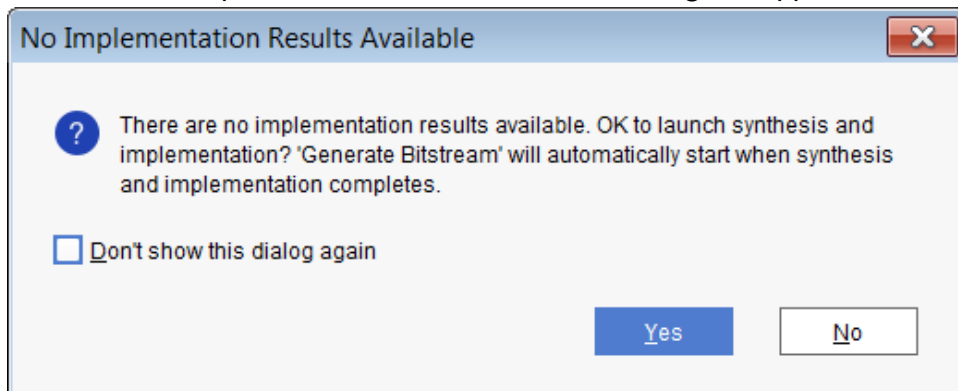 No Implementation Results Available
There are no implementation results available. OK to launch synthesis and
implementation? 'Generate Bitstream' will automatically start when synthesis
and implementation completes.
Don't show this dialog again
Yes
No